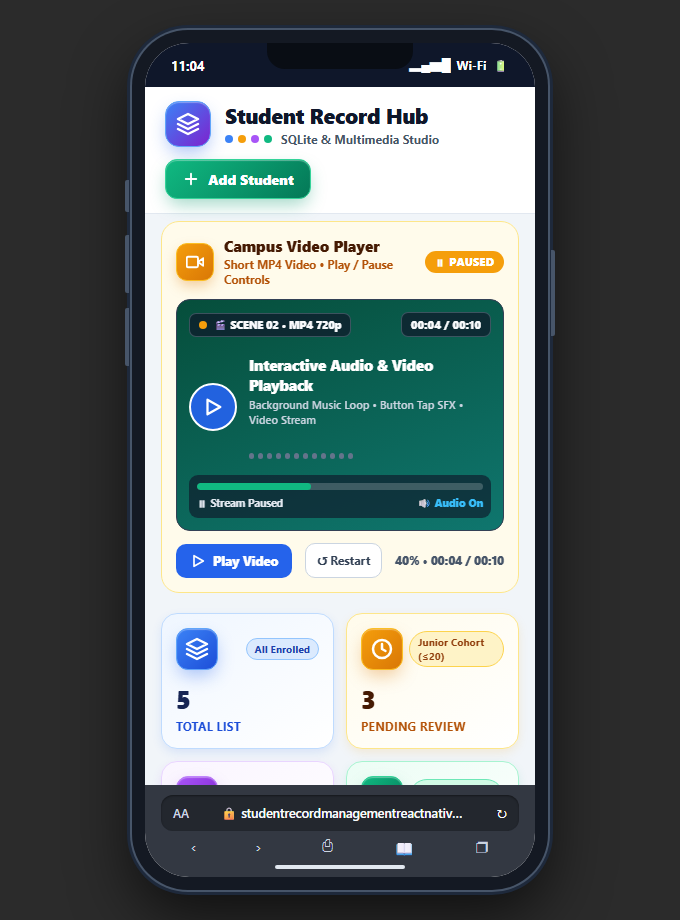 11:04
Wi-Fi
Student Record Hub
SQLite & Multimedia Studio
+ Add Student
Campus Video Player
Short MP4 Video • Play / Pause
Controls
⏸ PAUSED
🎬 SCENE 02 • MP4 720p
00:04 / 00:10
Interactive Audio & Video
Playback
Background Music Loop • Button Tap SFX •
Video Stream
⏸ Stream Paused
🔊 Audio On
Play Video
↺ Restart
40% • 00:04 / 00:10
All Enrolled
5
TOTAL LIST
Junior Cohort
(≤20)
3
PENDING REVIEW
AA
🔒 studentrecordmanagementreactnativ...